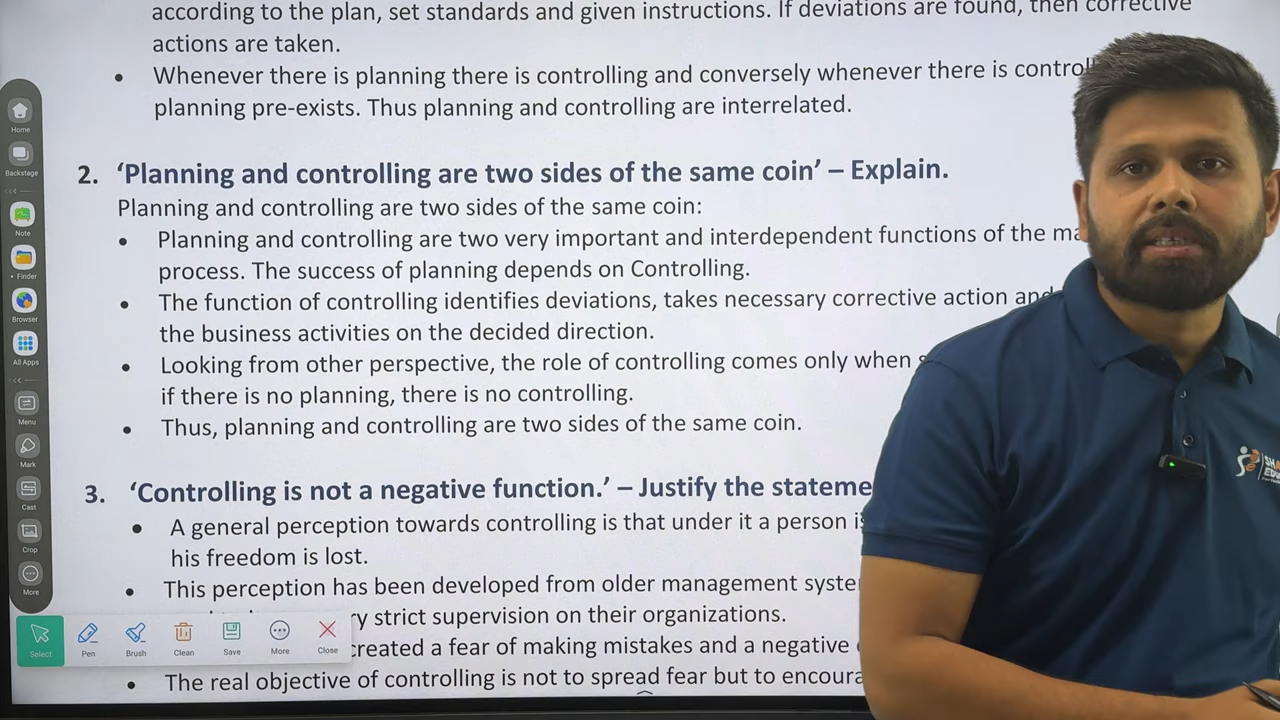 according to the plan, set standards and given instructions. If deviations are found, then corrective
actions are taken.
• Whenever there is planning there is controlling and conversely whenever there is
planning pre-exists. Thus planning and controlling are interrelated.
2. ‘Planning and controlling are two sides of the same coin’ – Explain.
Planning and controlling are two sides of the same coin:
• Planning and controlling are two very important and interdependent functions of the
process. The success of planning depends on Controlling.
• The function of controlling identifies deviations, takes necessary corrective action and
the business activities on the decided direction.
• Looking from other perspective, the role of controlling comes only when
if there is no planning, there is no controlling.
• Thus, planning and controlling are two sides of the same coin.
3. ‘Controlling is not a negative function.’ – Justify the
• A general perception towards controlling is that under it a person
his freedom is lost.
• This perception has been developed from older management
strict supervision on their organizations.
created a fear of making mistakes and a negative
• The real objective of controlling is not to spread fear but to
Home
Backstage
Note
• Finder
Browser
All Apps
Menu
Mark
Cast
Crop
More
Select
Pen
Brush
Clean
Save
More
Close